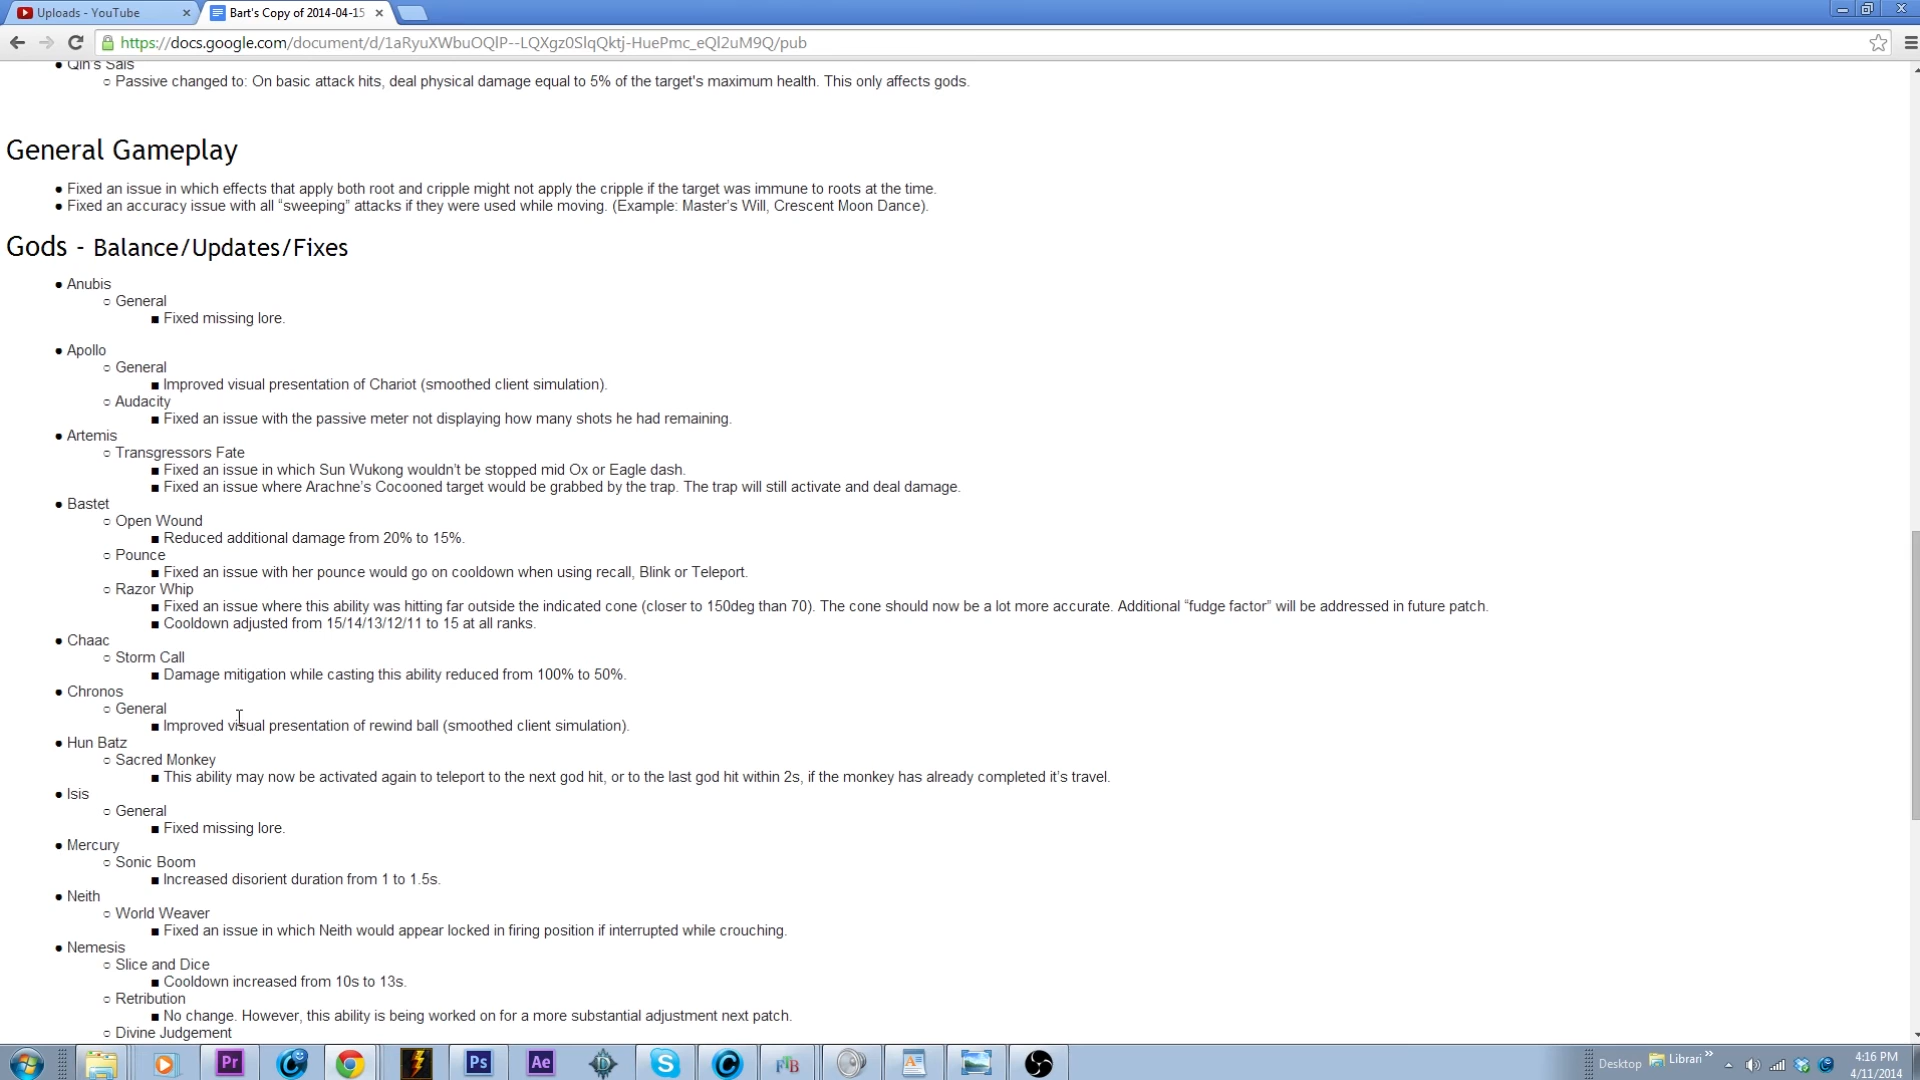 Uploads - YouTube
Bart's Copy of 2014-04-15
https://docs.google.com/document/d/1aRyuXWbuOQlP--LQXgz0SlqQktj-HuePmc_eQl2uM9Q/pub
● Qin's Sais
○ Passive changed to: On basic attack hits, deal physical damage equal to 5% of the target's maximum health. This only affects gods.
General Gameplay
● Fixed an issue in which effects that apply both root and cripple might not apply the cripple if the target was immune to roots at the time.
● Fixed an accuracy issue with all “sweeping” attacks if they were used while moving. (Example: Master’s Will, Crescent Moon Dance).
Gods - Balance/Updates/Fixes
● Anubis
○ General
■ Fixed missing lore.
● Apollo
○ General
■ Improved visual presentation of Chariot (smoothed client simulation).
○ Audacity
■ Fixed an issue with the passive meter not displaying how many shots he had remaining.
● Artemis
○ Transgressors Fate
■ Fixed an issue in which Sun Wukong wouldn’t be stopped mid Ox or Eagle dash.
■ Fixed an issue where Arachne’s Cocooned target would be grabbed by the trap. The trap will still activate and deal damage.
● Bastet
○ Open Wound
■ Reduced additional damage from 20% to 15%.
○ Pounce
■ Fixed an issue with her pounce would go on cooldown when using recall, Blink or Teleport.
○ Razor Whip
■ Fixed an issue where this ability was hitting far outside the indicated cone (closer to 150deg than 70). The cone should now be a lot more accurate. Additional “fudge factor” will be addressed in future patch.
■ Cooldown adjusted from 15/14/13/12/11 to 15 at all ranks.
● Chaac
○ Storm Call
■ Damage mitigation while casting this ability reduced from 100% to 50%.
● Chronos
○ General
■ Improved visual presentation of rewind ball (smoothed client simulation).
● Hun Batz
○ Sacred Monkey
■ This ability may now be activated again to teleport to the next god hit, or to the last god hit within 2s, if the monkey has already completed it’s travel.
● Isis
○ General
■ Fixed missing lore.
● Mercury
○ Sonic Boom
■ Increased disorient duration from 1 to 1.5s.
● Neith
○ World Weaver
■ Fixed an issue in which Neith would appear locked in firing position if interrupted while crouching.
● Nemesis
○ Slice and Dice
■ Cooldown increased from 10s to 13s.
○ Retribution
■ No change. However, this ability is being worked on for a more substantial adjustment next patch.
○ Divine Judgement
Pr
Ps
Ae
Desktop
Librari
4:16 PM
4/11/2014